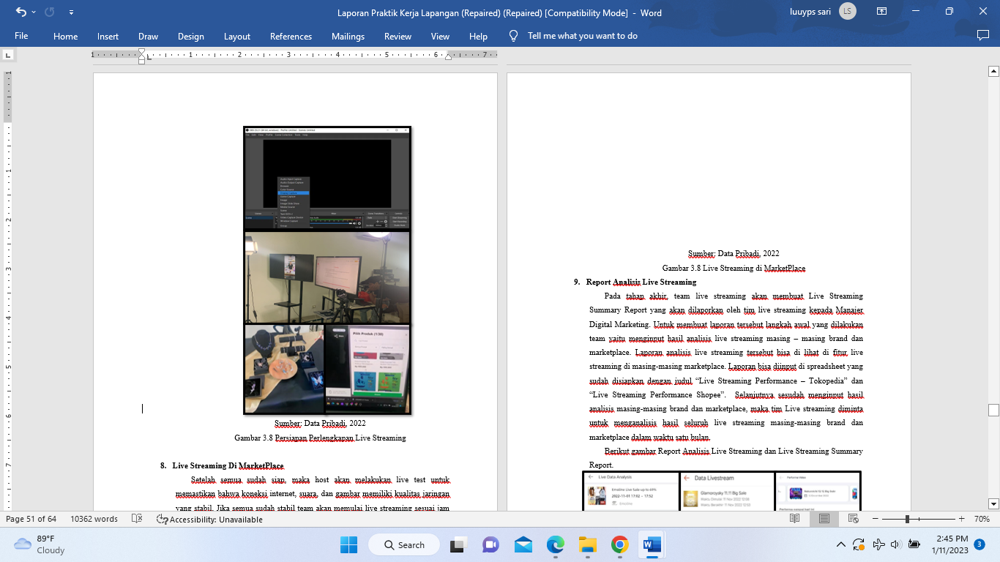 Laporan Praktik Kerja Lapangan (Repaired) (Repaired) [Compatibility Mode] - Word
luuyps sari
LS
File Home Insert Draw Design Layout References Mailings Review View Help Tell me what you want to do
Sumber: Data Pribadi, 2022
Gambar 3.8 Persiapan Perlengkapan Live Streaming
8. Live Streaming Di MarketPlace
Setelah semua sudah siap, maka host akan melakukan live test untuk
memastikan bahwa koneksi internet, suara, dan gambar memiliki kualitas jaringan
yang stabil. Jika semua sudah stabil team akan memulai live streaming sesuai jam
Pilih Produk (1/30)
Sumber: Data Pribadi, 2022
Gambar 3.8 Live Streaming di MarketPlace
9. Report Analisis Live Streaming
Pada tahap akhir, team live streaming akan membuat Live Streaming
Summary Report yang akan dilaporkan oleh tim live streaming kepada Manajer
Digital Marketing. Untuk membuat laporan tersebut langkah awal yang dilakukan
team yaitu menginput hasil analisis live streaming masing – masing brand dan
marketplace. Laporan analisis live streaming tersebut bisa di lihat di fitur live
streaming di masing-masing marketplace. Laporan bisa diinput di spreadsheet yang
sudah disiapkan dengan judul “Live Streaming Performance – Tokopedia” dan
“Live Streaming Performance Shopee”. Selanjutnya sesudah menginput hasil
analisis masing-masing brand dan marketplace, maka tim Live streaming diminta
untuk menganalisis hasil seluruh live streaming masing-masing brand dan
marketplace dalam waktu satu bulan.
Berikut gambar Report Analisis Live Streaming dan Live Streaming Summary
Report.
Live Data Analysis
2022-11-01 17:02 - 17:52
Data Livestream
Glamorozysky 11.11 Big Sale
Performa Video
Performa sampai hari ini
Page 51 of 64 10362 words Accessibility: Unavailable
70%
89°F
Cloudy
Search
2:45 PM
1/11/2023
3